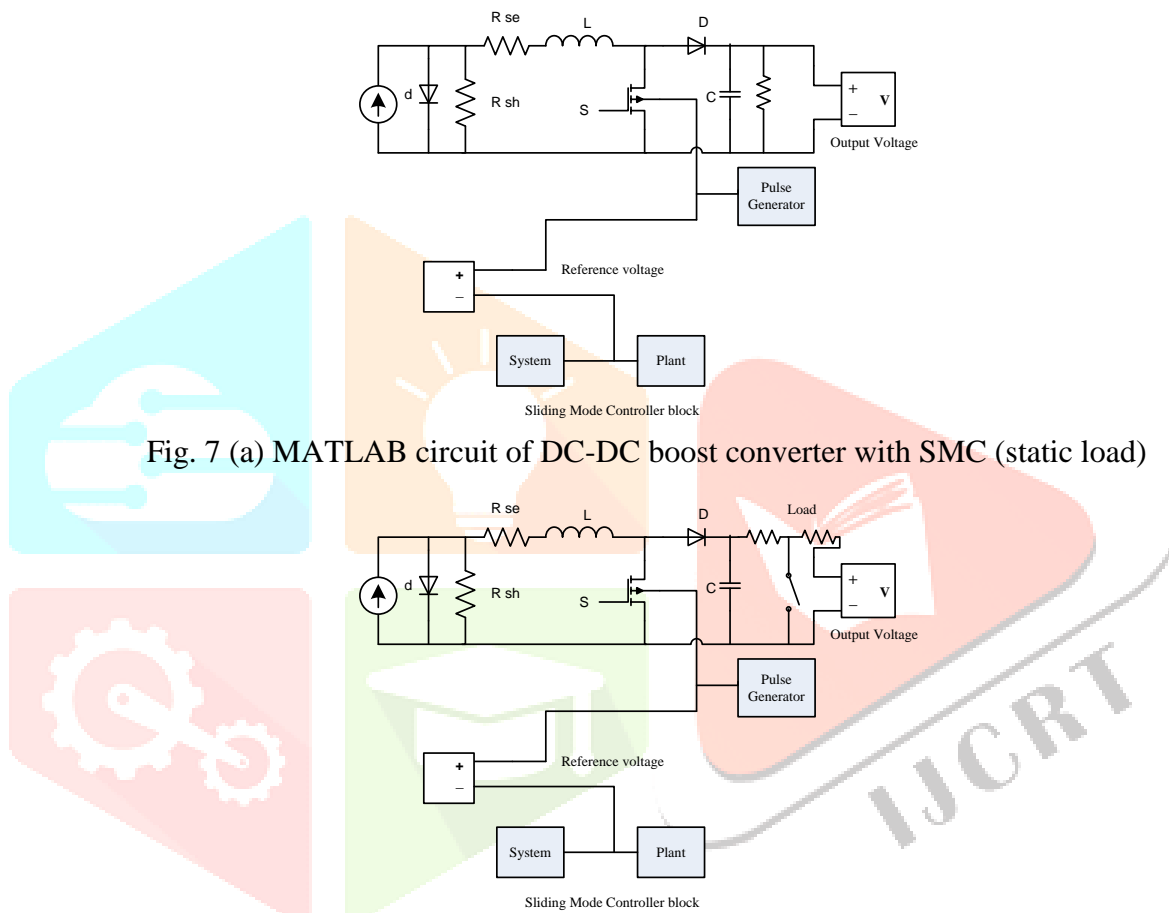 R se
L
D
d
R sh
S
C
+
−
V
Output Voltage
Pulse
Generator
+
−
Reference voltage
System
Plant
Sliding Mode Controller block
Fig. 7 (a) MATLAB circuit of DC-DC boost converter with SMC (static load)
R se
L
D
Load
d
R sh
S
C
+
−
V
Output Voltage
Pulse
Generator
+
−
Reference voltage
System
Plant
Sliding Mode Controller block
IJCRT